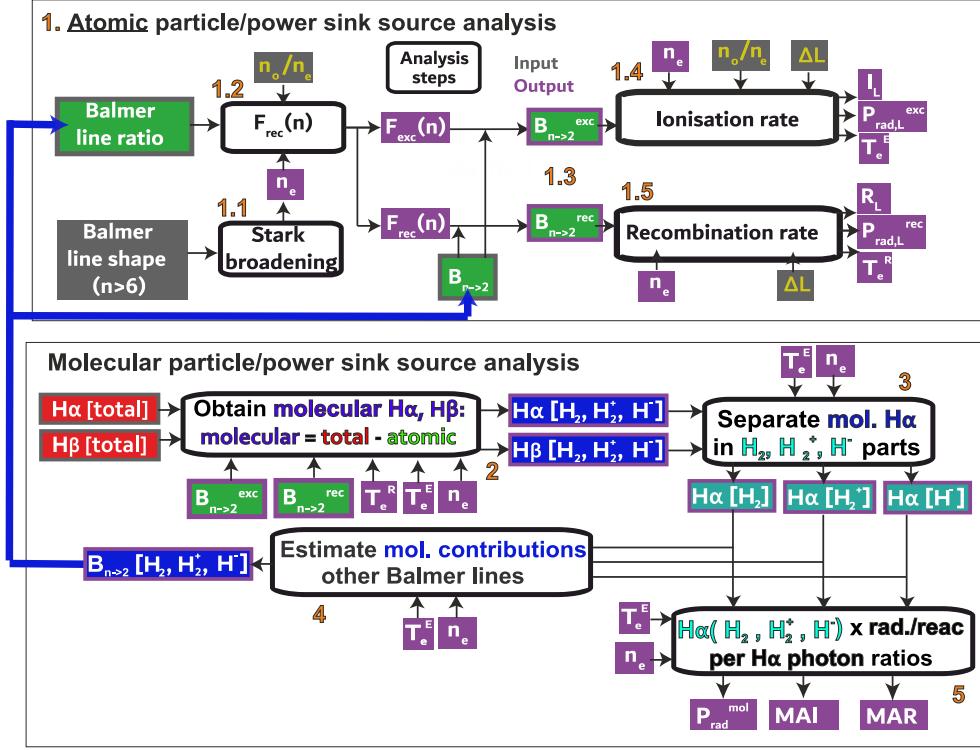 1. Atomic particle/power sink source analysis
Balmer
line ratio
1.2
n_o/n_e
F_rec(n)
n_e
1.1
Stark
broadening
Balmer
line shape
(n>6)
Analysis
steps
Input
Output
F_exc(n)
F_rec(n)
B_n->2
B_n->2^exc
1.3
B_n->2^rec
1.4
n_e
n_o/n_e
ΔL
Ionisation rate
I_L
P_rad,L^exc
T_e^E
1.5
Recombination rate
n_e
ΔL
R_L
P_rad,L^rec
T_e^R
Molecular particle/power sink source analysis
Hα [total]
Hβ [total]
Obtain molecular Hα, Hβ:
molecular = total - atomic
B_n->2^exc
B_n->2^rec
T_e^R
T_e^E
n_e
2
Hα [H_2, H_2^+, H^-]
Hβ [H_2, H_2^+, H^-]
T_e^E
n_e
3
Separate mol. Hα
in H_2, H_2^+, H^- parts
Hα [H_2]
Hα [H_2^+]
Hα [H^-]
B_n->2 [H_2, H_2^+, H^-]
Estimate mol. contributions
other Balmer lines
4
T_e^E
n_e
T_e^E
n_e
Hα( H_2 , H_2^+ , H^-) x rad./reac
per Hα photon ratios
5
P_rad^mol
MAI
MAR